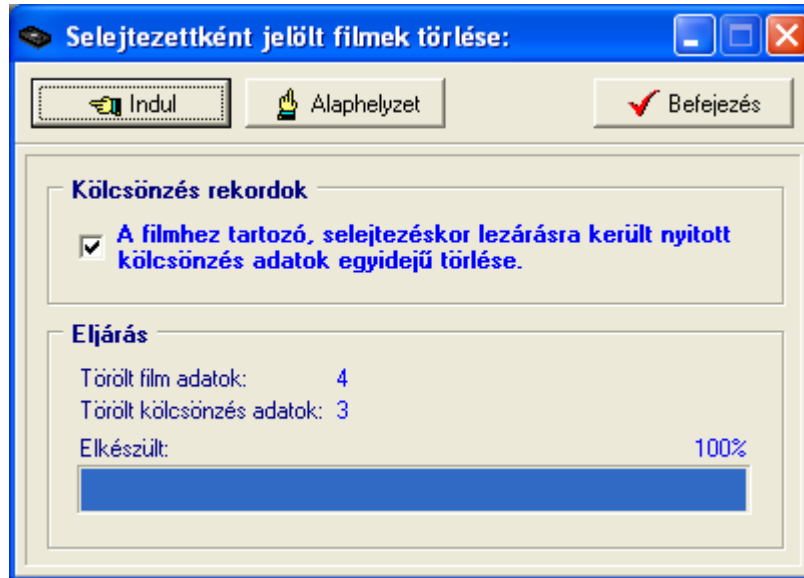 Selejtezettként jelölt filmek törlése:
Indul
Alaphelyzet
Befejezés
Kölcsönzés rekordok
A filmhez tartozó, selejtezéskor lezárásra került nyitott
kölcsönzés adatok egyidejű törlése.
Eljárás
Törölt film adatok: 4
Törölt kölcsönzés adatok: 3
Elkészült: 100%